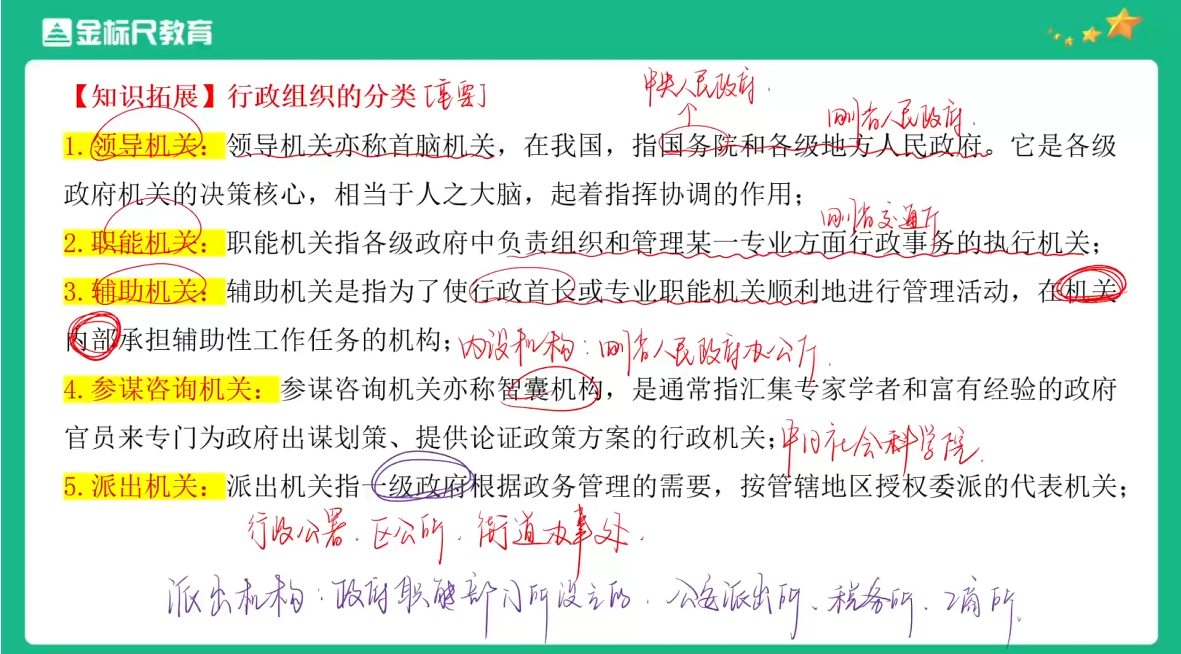 金标尺教育
【知识拓展】行政组织的分类[重要]
中央人民政府.
四川省人民政府.
1.领导机关：领导机关亦称首脑机关，在我国，指国务院和各级地方人民政府。它是各级
政府机关的决策核心，相当于人之大脑，起着指挥协调的作用；
四川省交通厅
2.职能机关：职能机关指各级政府中负责组织和管理某一专业方面行政事务的执行机关；
3.辅助机关：辅助机关是指为了使行政首长或专业职能机关顺利地进行管理活动，在机关
内部承担辅助性工作任务的机构；内设机构：四川省人民政府办公厅.
4.参谋咨询机关：参谋咨询机关亦称智囊机构，是通常指汇集专家学者和富有经验的政府
官员来专门为政府出谋划策、提供论证政策方案的行政机关；中国社会科学院.
5.派出机关：派出机关指一级政府根据政务管理的需要，按管辖地区授权委派的代表机关；
行政公署.区公所.街道办事处.
派出机构：政府职能部门所设立的.公安派出所、税务所、工商所.